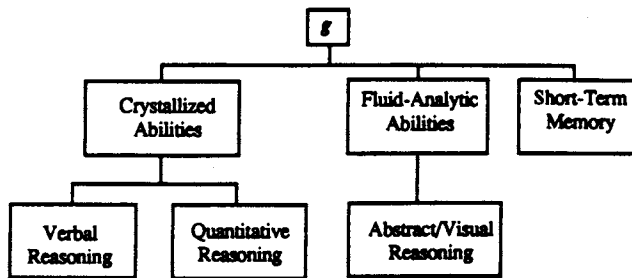 g
Crystallized
Abilities
Fluid-Analytic
Abilities
Short-Term
Memory
Verbal
Reasoning
Quantitative
Reasoning
Abstract/Visual
Reasoning